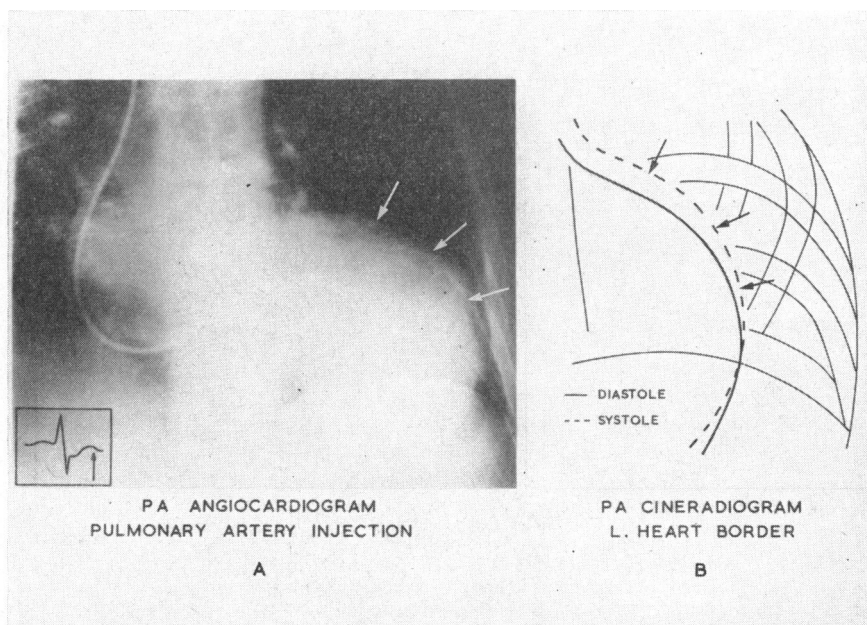 DIASTOLE
SYSTOLE
PA ANGIOCARDIOGRAM
PULMONARY ARTERY INJECTION
A
PA CINERADIOGRAM
L. HEART BORDER
B